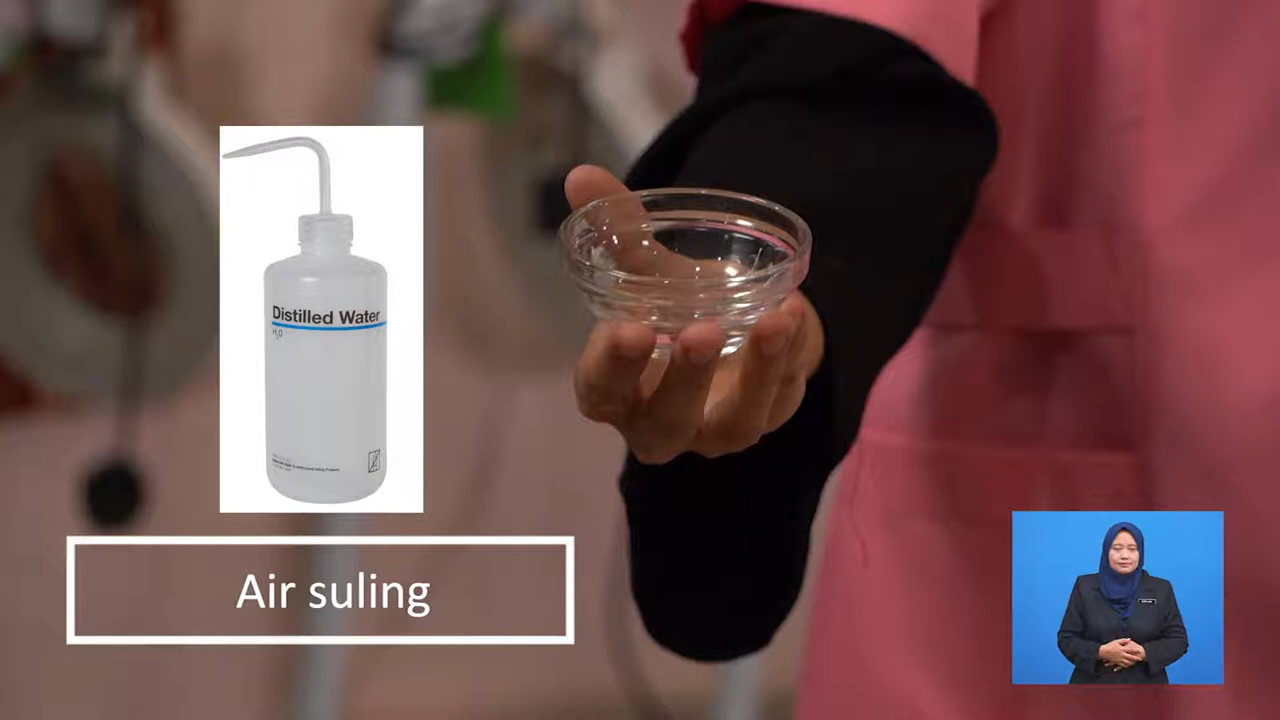 Distilled Water
H₂O
Air suling